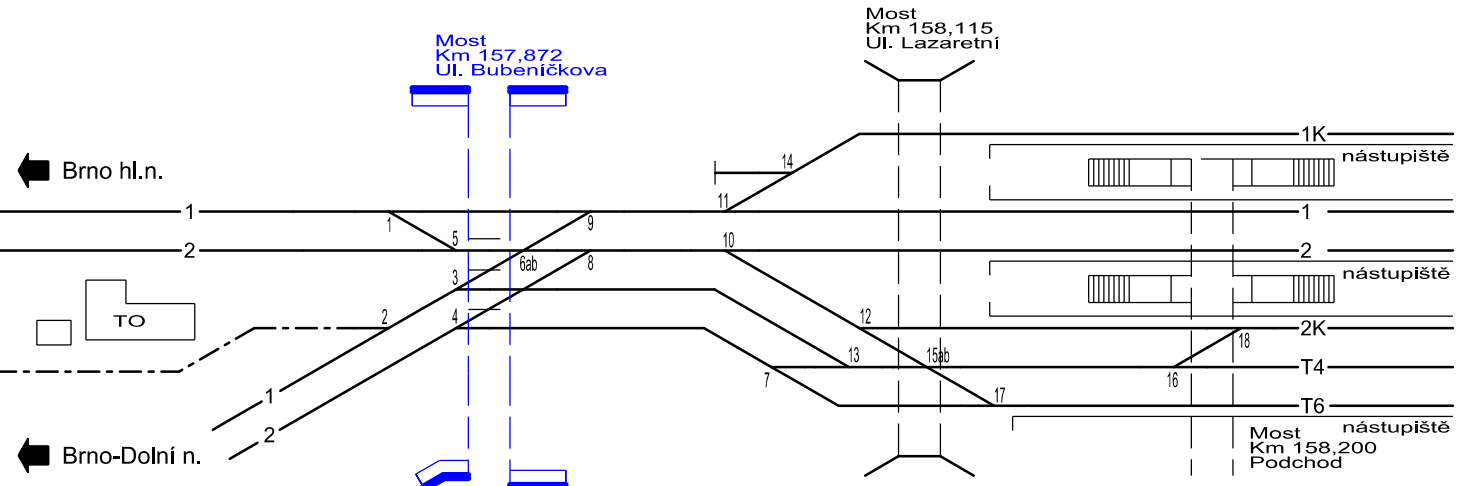 Most
Km 158,115
Ul. Lazaretní
Most
Km 157,872
Ul. Bubeníčkova
1K
14
nástupiště
Brno hl.n.
11
1
1
1
9
5
10
2
2
6ab
8
nástupiště
3
TO
2
4
12
2K
18
13
15ab
7
16
T4
1
17
T6
2
nástupiště
Most
Km 158,200
Podchod
Brno-Dolní n.